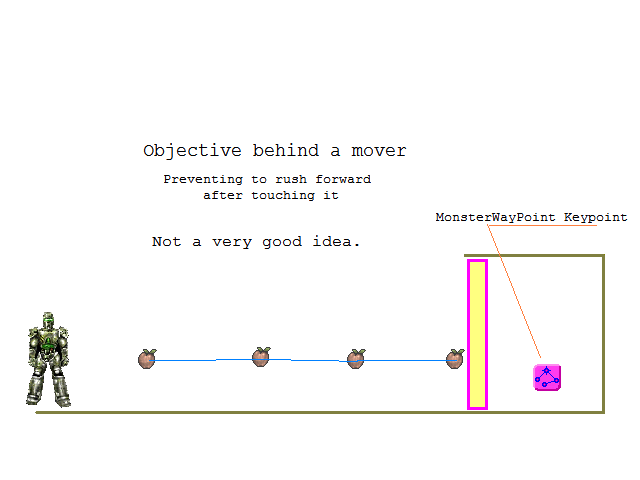 Objective behind a mover
Preventing to rush forward
after touching it
MonsterWayPoint Keypoint
Not a very good idea.